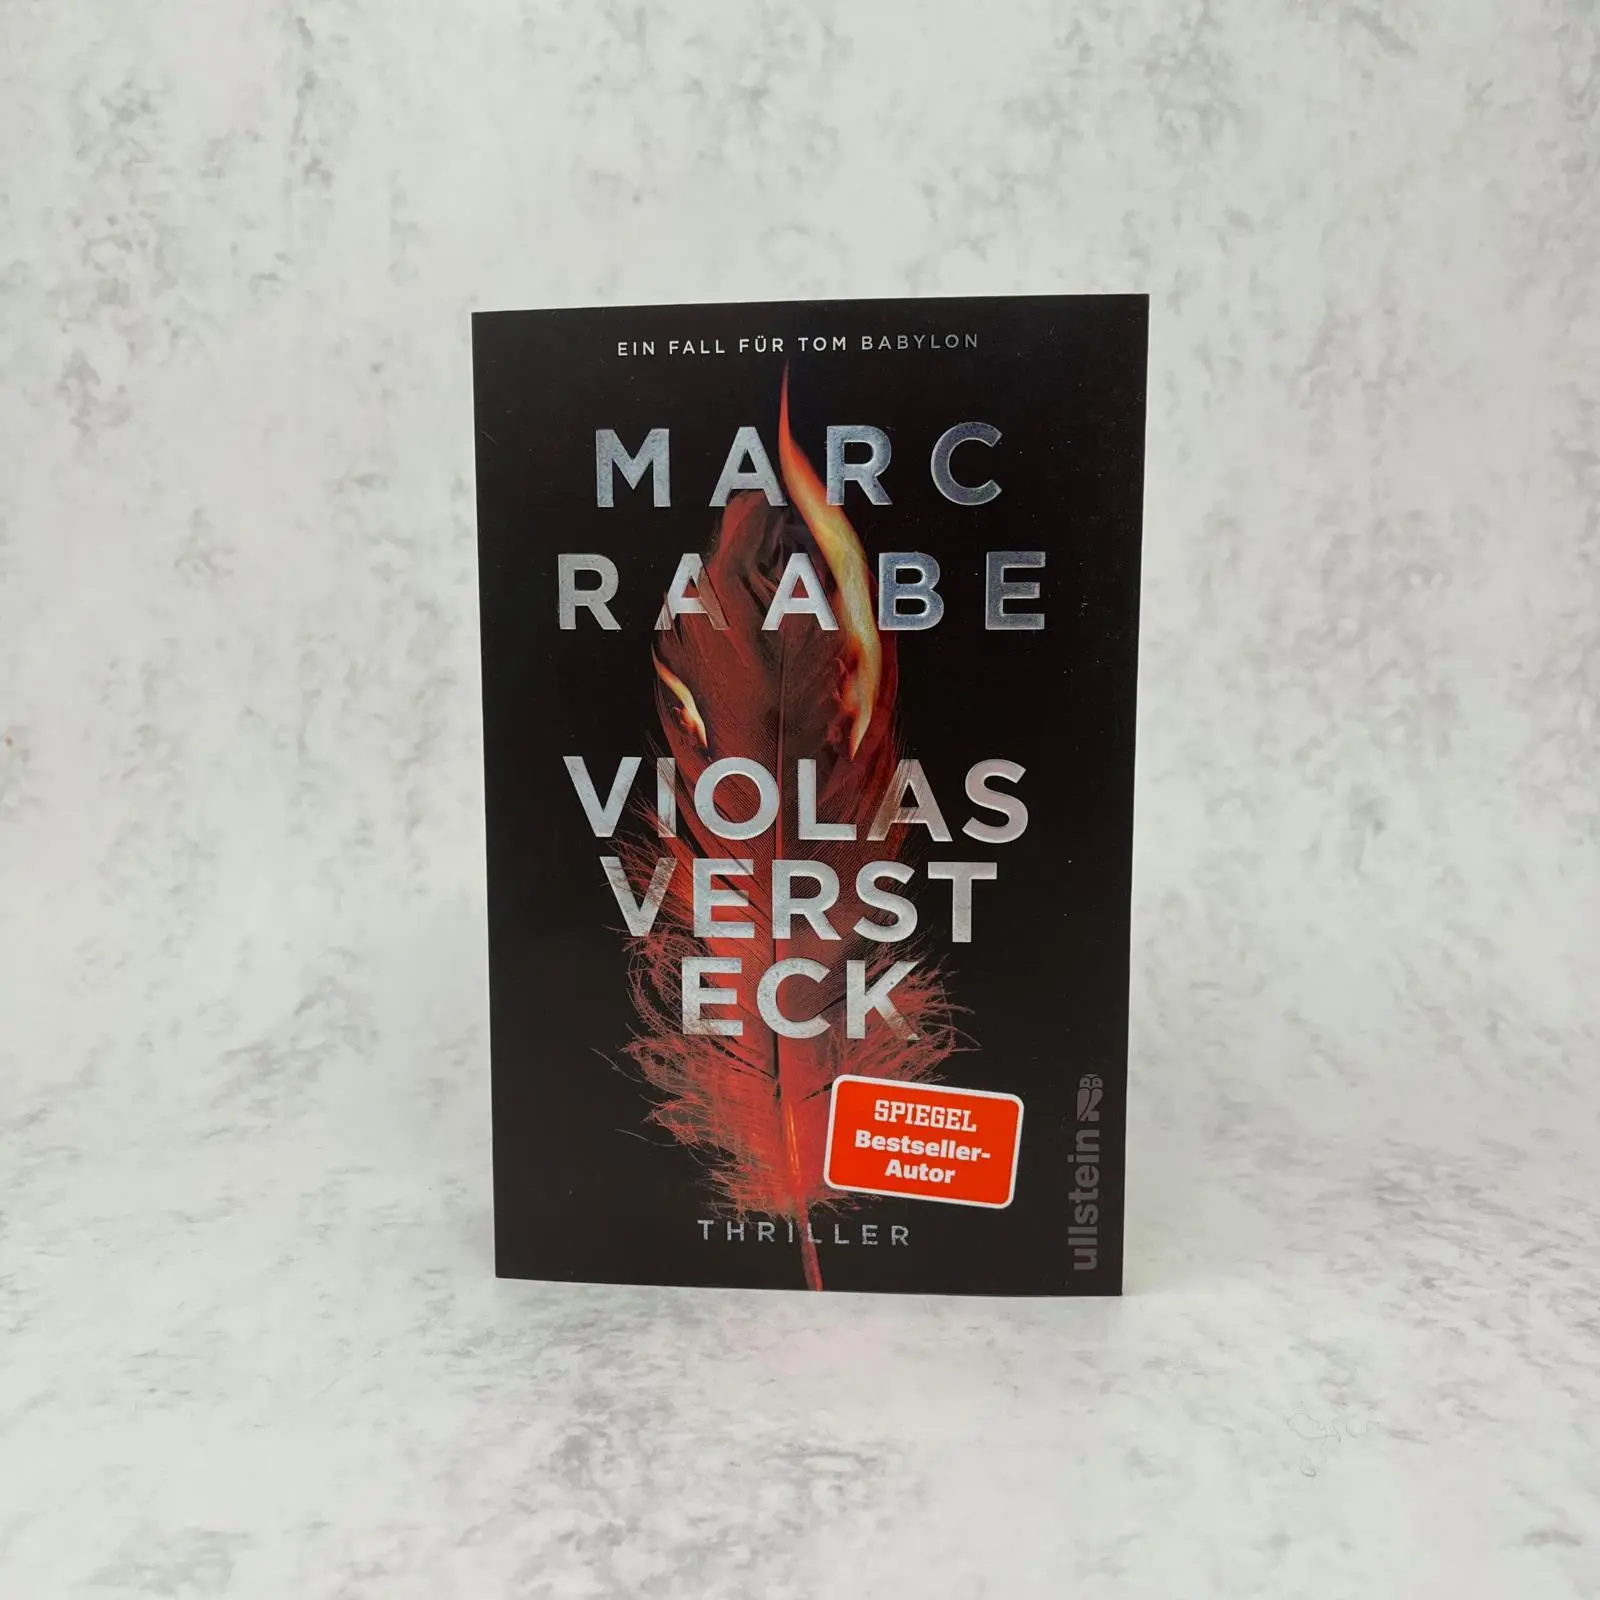 EIN FALL FÜR TOM BABYLON
MARC
RAABE
VIOLAS
VERST
ECK
SPIEGEL
Bestseller-
Autor
THRILLER
ullstein